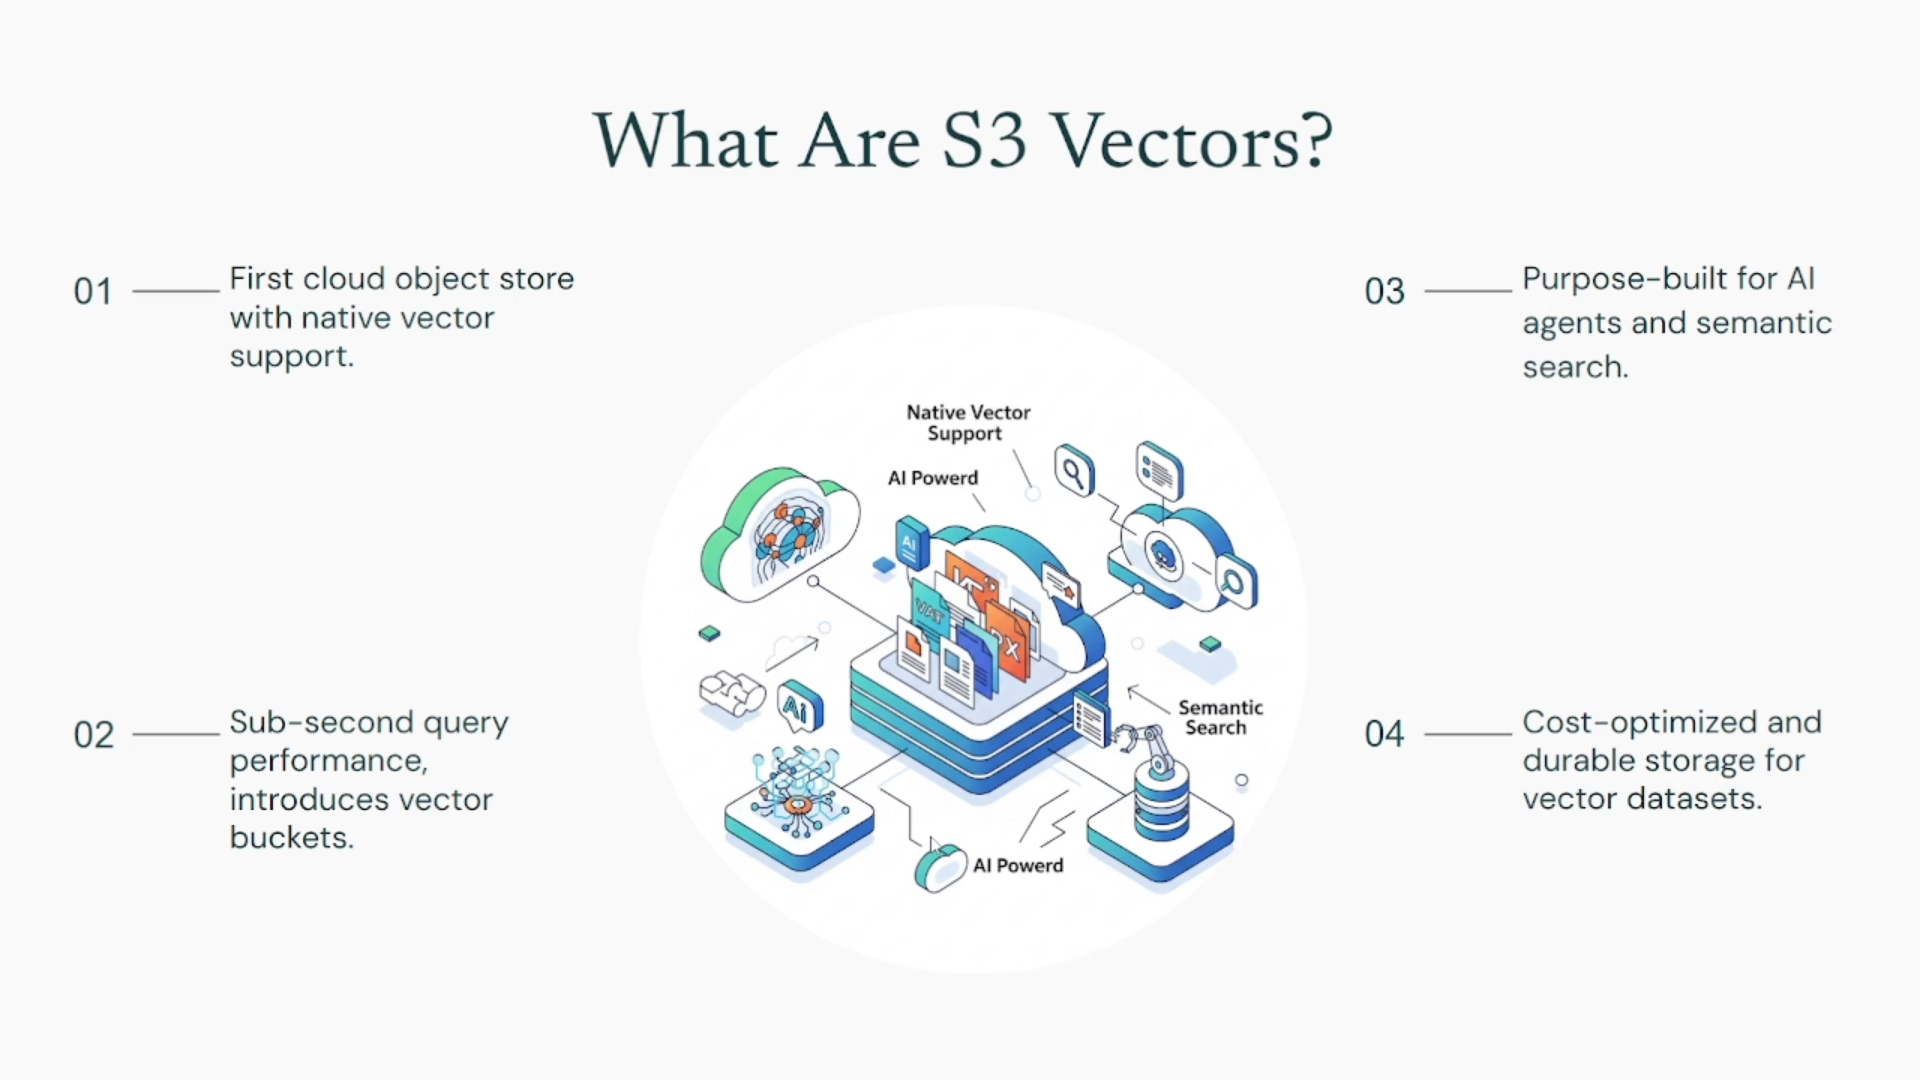 What Are S3 Vectors?
01
First cloud object store
with native vector
support.
02
Sub-second query
performance,
introduces vector
buckets.
03
Purpose-built for AI
agents and semantic
search.
04
Cost-optimized and
durable storage for
vector datasets.
Native Vector
Support
AI Powerd
AI
VAT
X
Ai
Semantic
Search
AI Powerd